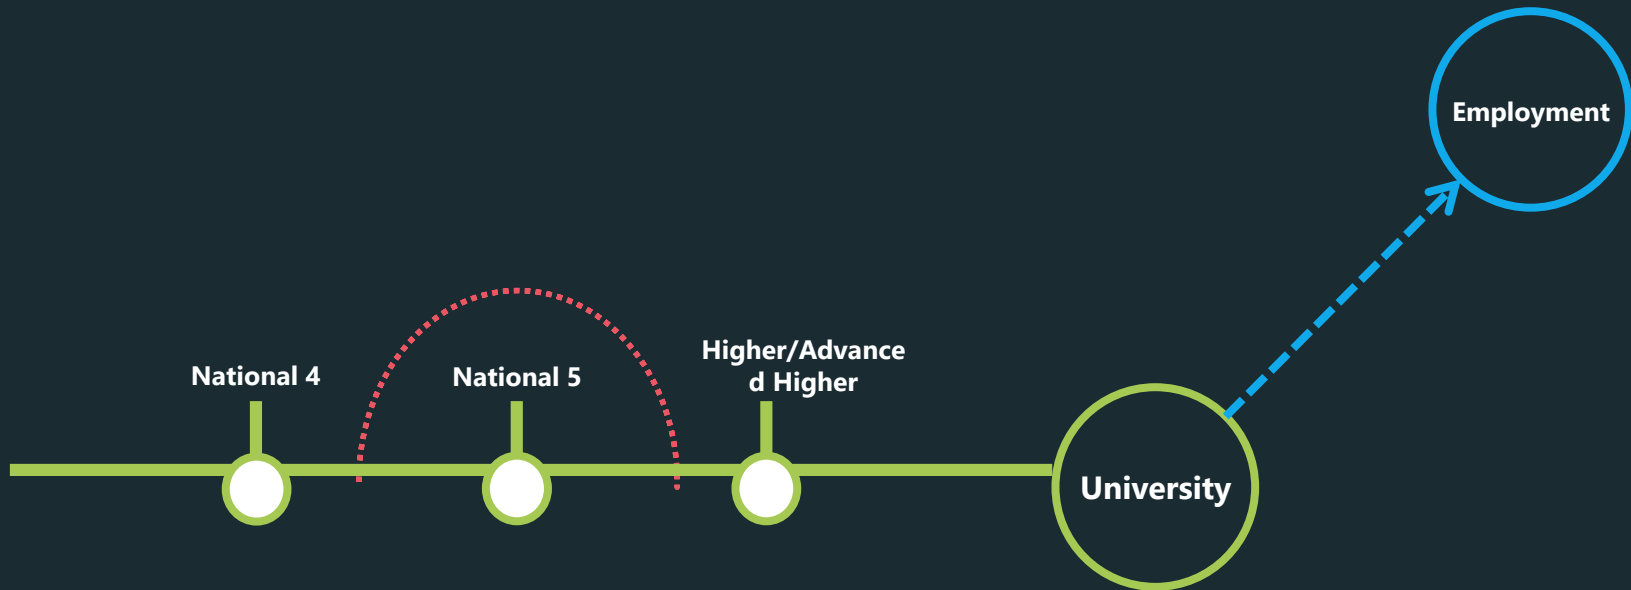 Employment
Higher/Advance
d Higher
National 4
National 5
University